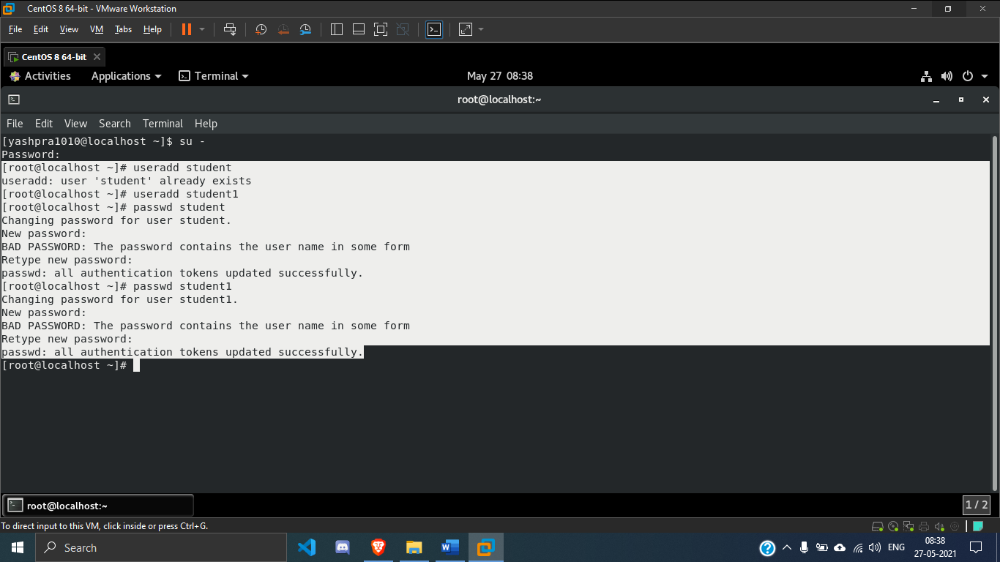 CentOS 8 64-bit - VMware Workstation
File Edit View VM Tabs Help
CentOS 8 64-bit
Activities Applications Terminal May 27 08:38
root@localhost:~
File Edit View Search Terminal Help
[yashpra1010@localhost ~]$ su -
Password:
[root@localhost ~]# useradd student
useradd: user 'student' already exists
[root@localhost ~]# useradd student1
[root@localhost ~]# passwd student
Changing password for user student.
New password:
BAD PASSWORD: The password contains the user name in some form
Retype new password:
passwd: all authentication tokens updated successfully.
[root@localhost ~]# passwd student1
Changing password for user student1.
New password:
BAD PASSWORD: The password contains the user name in some form
Retype new password:
passwd: all authentication tokens updated successfully.
[root@localhost ~]#
root@localhost:~ 1 / 2
To direct input to this VM, click inside or press Ctrl+G.
Search ENG 08:38
27-05-2021